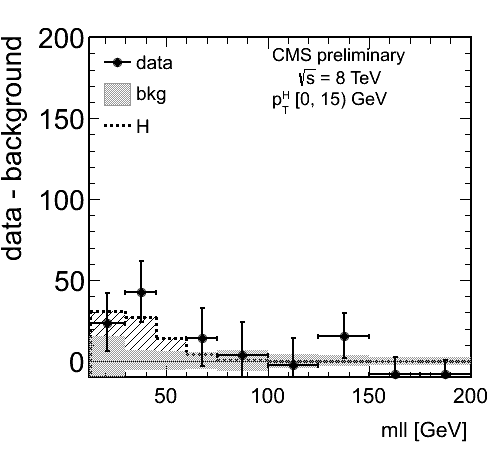 data - background
200
150
100
50
0
data
bkg
H
CMS preliminary
√s = 8 TeV
p_T^H [0, 15) GeV
50
100
150
200
mll [GeV]